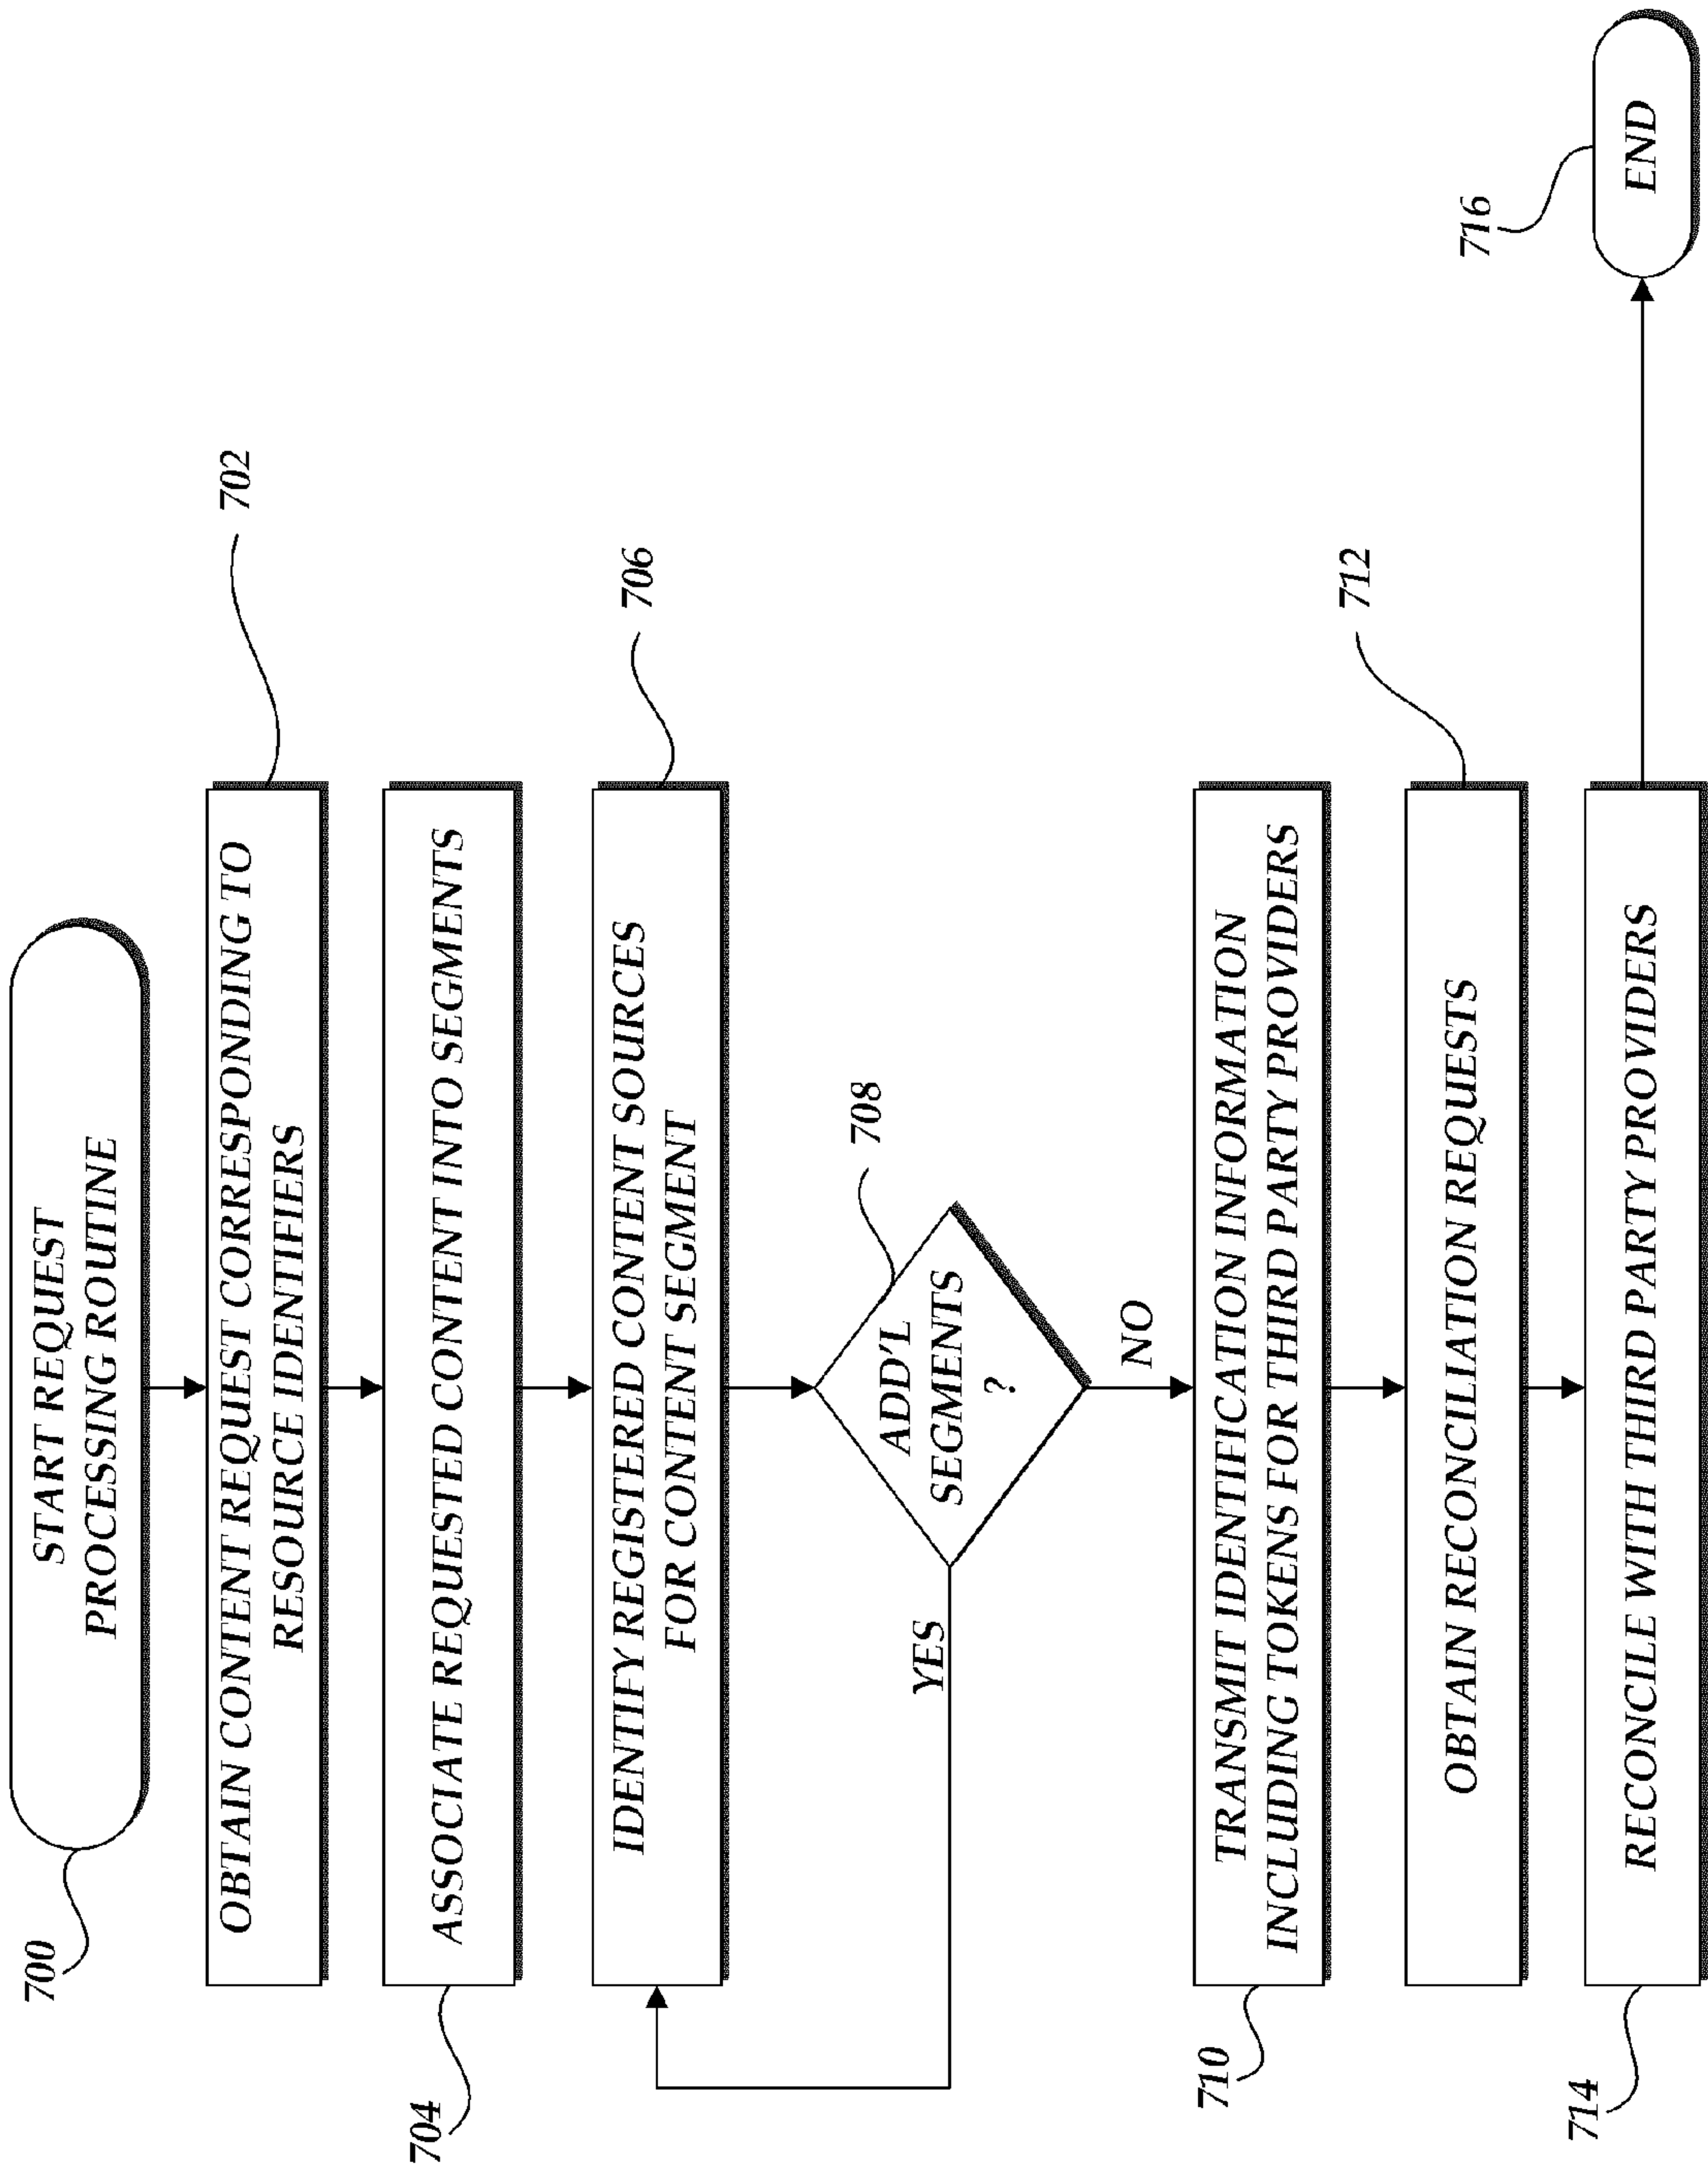 700
START REQUEST
PROCESSING ROUTINE
702
OBTAIN CONTENT REQUEST CORRESPONDING TO
RESOURCE IDENTIFIERS
704
ASSOCIATE REQUESTED CONTENT INTO SEGMENTS
706
IDENTIFY REGISTERED CONTENT SOURCES
FOR CONTENT SEGMENT
708
ADD'L
SEGMENTS
?
YES
NO
710
TRANSMIT IDENTIFICATION INFORMATION
INCLUDING TOKENS FOR THIRD PARTY PROVIDERS
712
OBTAIN RECONCILIATION REQUESTS
714
RECONCILE WITH THIRD PARTY PROVIDERS
716
END